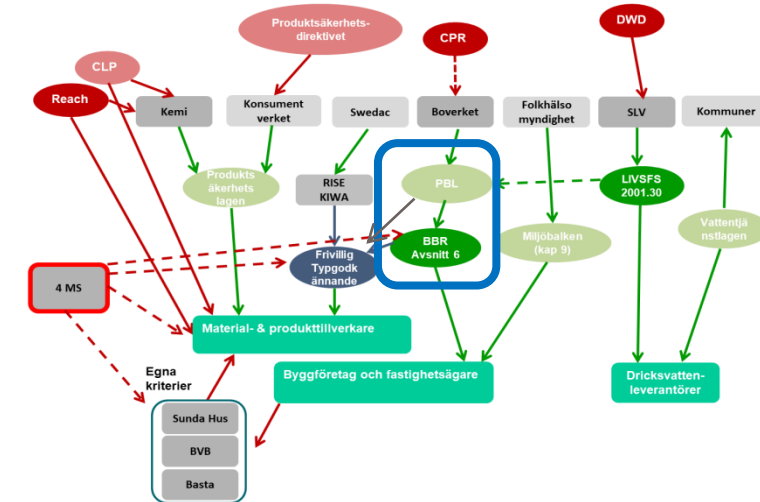 Produktsäkerhets-
direktivet
CPR
DWD
CLP
Reach
Kemi
Konsument
verket
Swedac
Boverket
Folkhälso
myndighet
SLV
Kommuner
Produkts
äkerhets
lagen
RISE
KIWA
PBL
LIVSFS
2001.30
BBR
Avsnitt 6
Miljöbalken
(kap 9)
Vattentjä
nstlagen
Frivillig
Typgodk
ännande
4 MS
Material- & produkttillverkare
Egna
kriterier
Byggföretag och fastighetsägare
Dricksvatten-
leverantörer
Sunda Hus
BVB
Basta